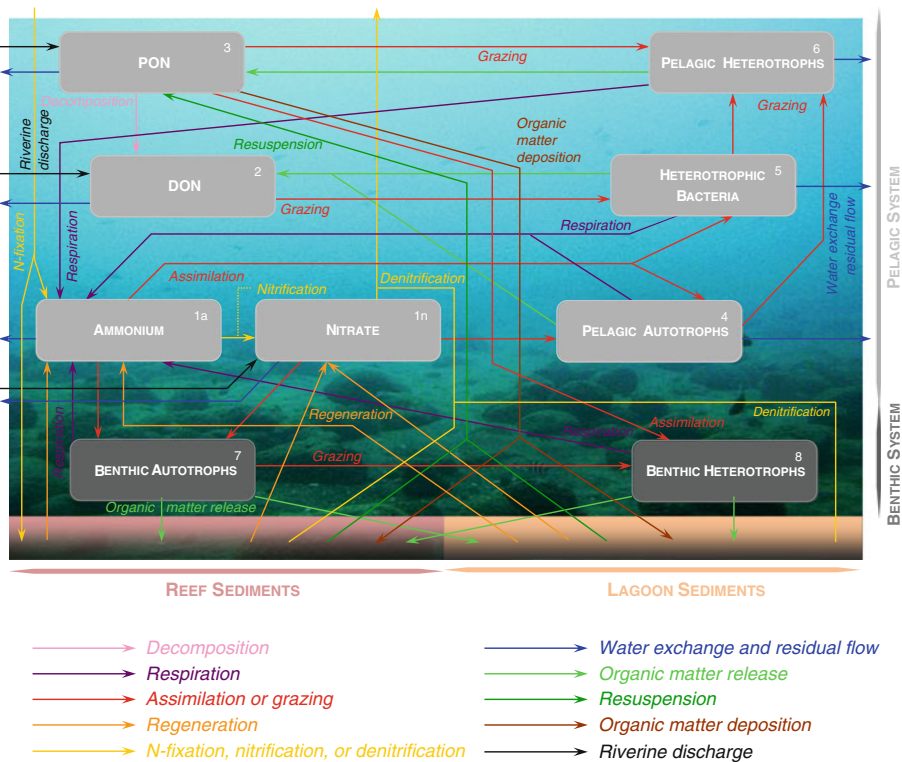 3
PON
Grazing
6
PELAGIC HETEROTROPHS
Decomposition
Grazing
Riverine
discharge
Resuspension
Organic
matter
deposition
2
DON
5
HETEROTROPHIC
BACTERIA
Grazing
N-fixation
Respiration
Respiration
Water exchange
residual flow
PELAGIC SYSTEM
Assimilation
Nitrification
Denitrification
1a
AMMONIUM
1n
NITRATE
4
PELAGIC AUTOTROPHS
Regeneration
Assimilation
Denitrification
Respiration
Respiration
7
BENTHIC AUTOTROPHS
Grazing
8
BENTHIC HETEROTROPHS
BENTHIC SYSTEM
Organic matter release
REEF SEDIMENTS
LAGOON SEDIMENTS
Decomposition
Respiration
Assimilation or grazing
Regeneration
N-fixation, nitrification, or denitrification
Water exchange and residual flow
Organic matter release
Resuspension
Organic matter deposition
Riverine discharge